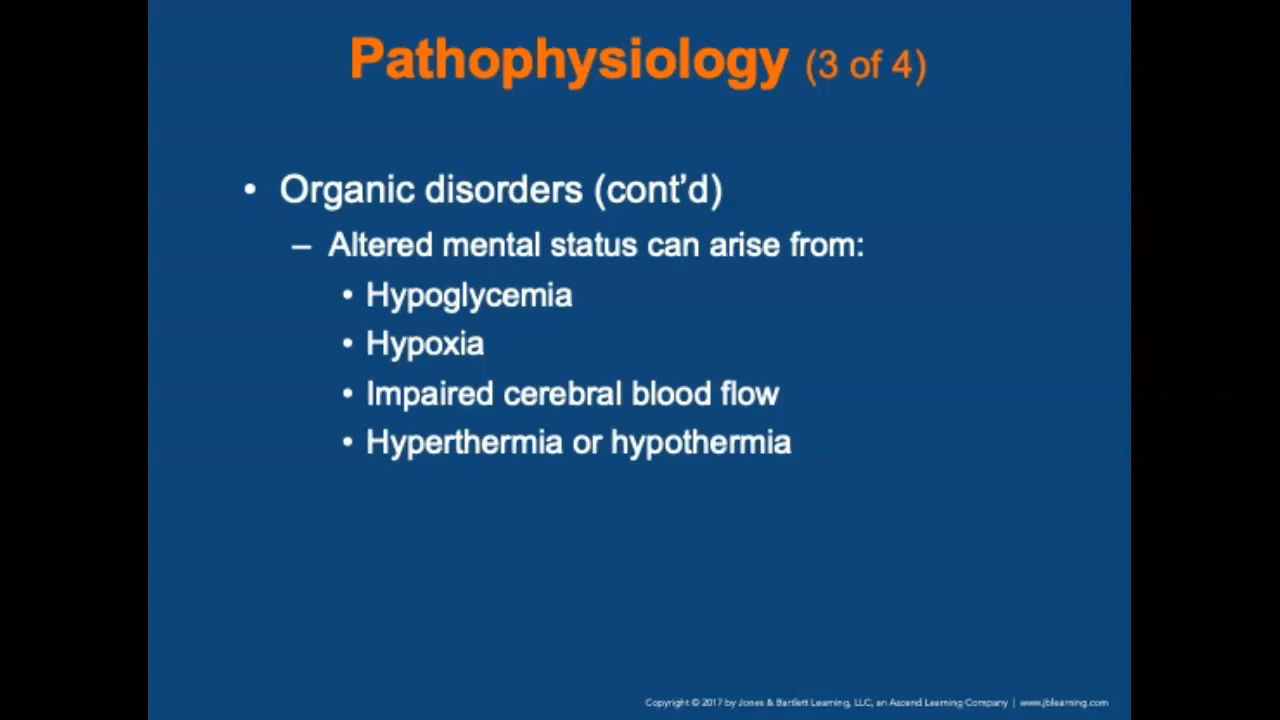 Pathophysiology (3 of 4)
• Organic disorders (cont’d)
– Altered mental status can arise from:
• Hypoglycemia
• Hypoxia
• Impaired cerebral blood flow
• Hyperthermia or hypothermia
Copyright © 2017 by Jones & Bartlett Learning, LLC, an Ascend Learning Company | www.jblearning.com